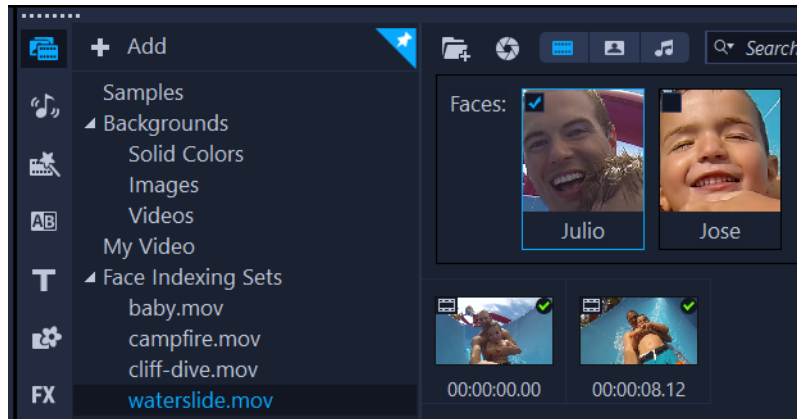 Add
Search
Samples
Backgrounds
Solid Colors
Images
Videos
My Video
Face Indexing Sets
baby.mov
campfire.mov
cliff-dive.mov
waterslide.mov
AB
T
FX
Faces:
Julio
Jose
00:00:00.00
00:00:08.12